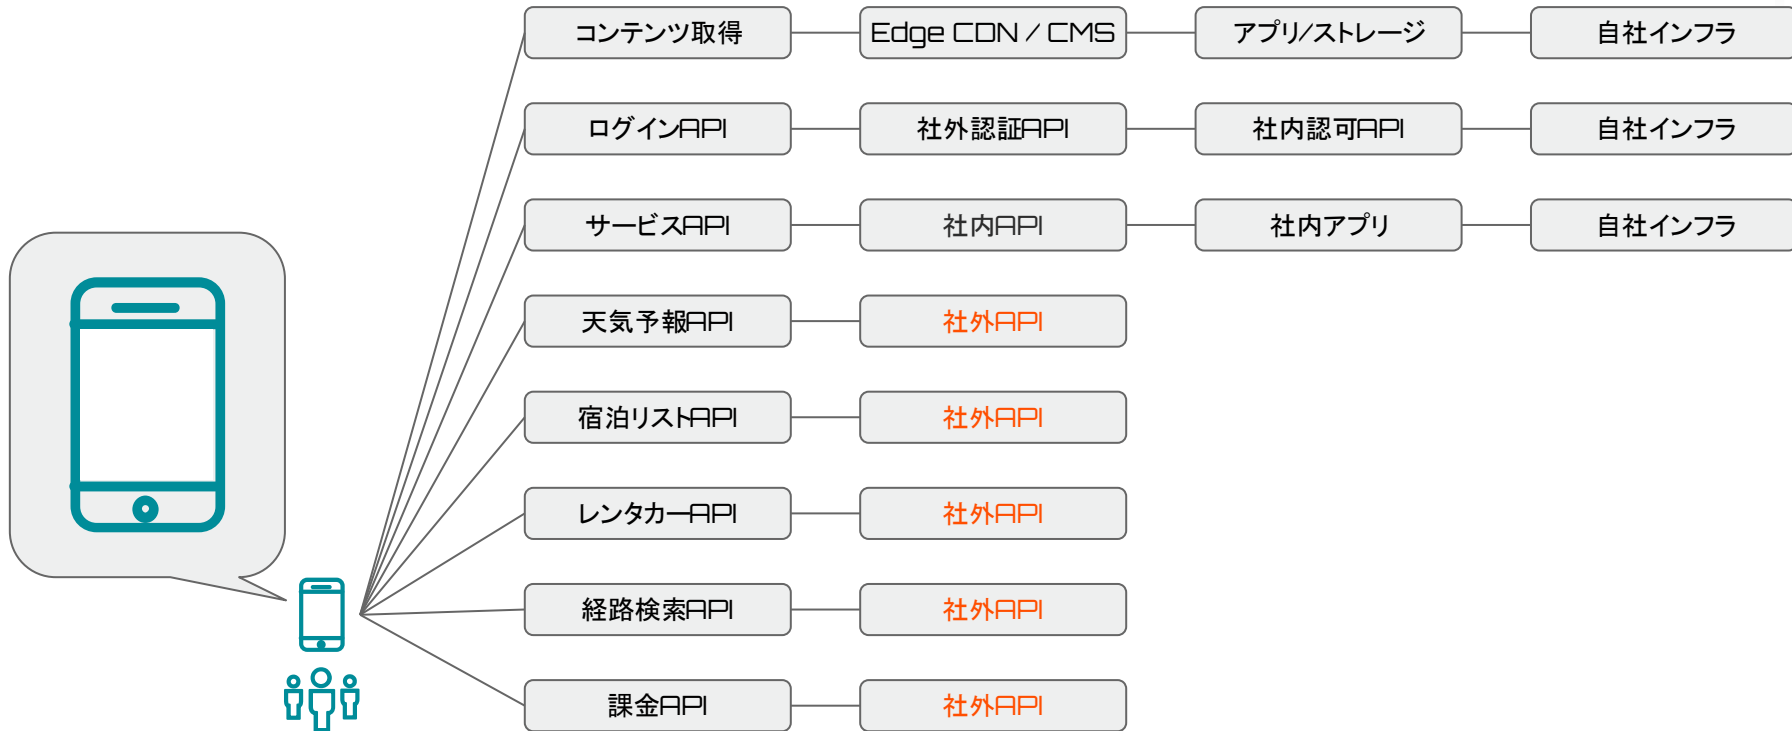 コンテンツ取得 Edge CDN / CMS アプリ/ストレージ 自社インフラ
ログインAPI 社外認証API 社内認可API 自社インフラ
サービスAPI 社内API 社内アプリ 自社インフラ
天気予報API 社外API
宿泊リストAPI 社外API
レンタカーAPI 社外API
経路検索API 社外API
課金API 社外API